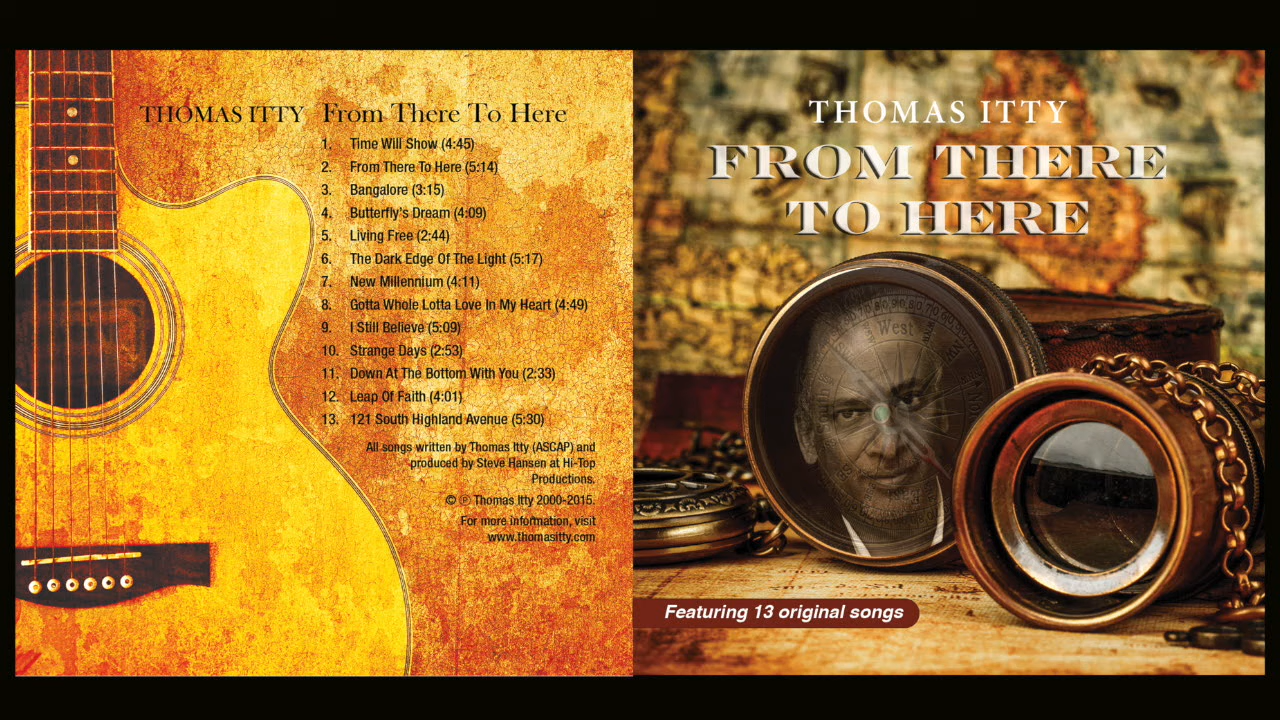 THOMAS ITTY From There To Here
1. Time Will Show (4:45)
2. From There To Here (5:14)
3. Bangalore (3:15)
4. Butterfly's Dream (4:09)
5. Living Free (2:44)
6. The Dark Edge Of The Light (5:17)
7. New Millennium (4:11)
8. Gotta Whole Lotta Love In My Heart (4:49)
9. I Still Believe (5:09)
10. Strange Days (2:53)
11. Down At The Bottom With You (2:33)
12. Leap Of Faith (4:01)
13. 121 South Highland Avenue (5:30)
All songs written by Thomas Itty (ASCAP) and
produced by Steve Hansen at Hi-Top
Productions.
© ℗ Thomas Itty 2000-2015.
For more information, visit
www.thomasitty.com
THOMAS ITTY
FROM THERE
TO HERE
West
Featuring 13 original songs